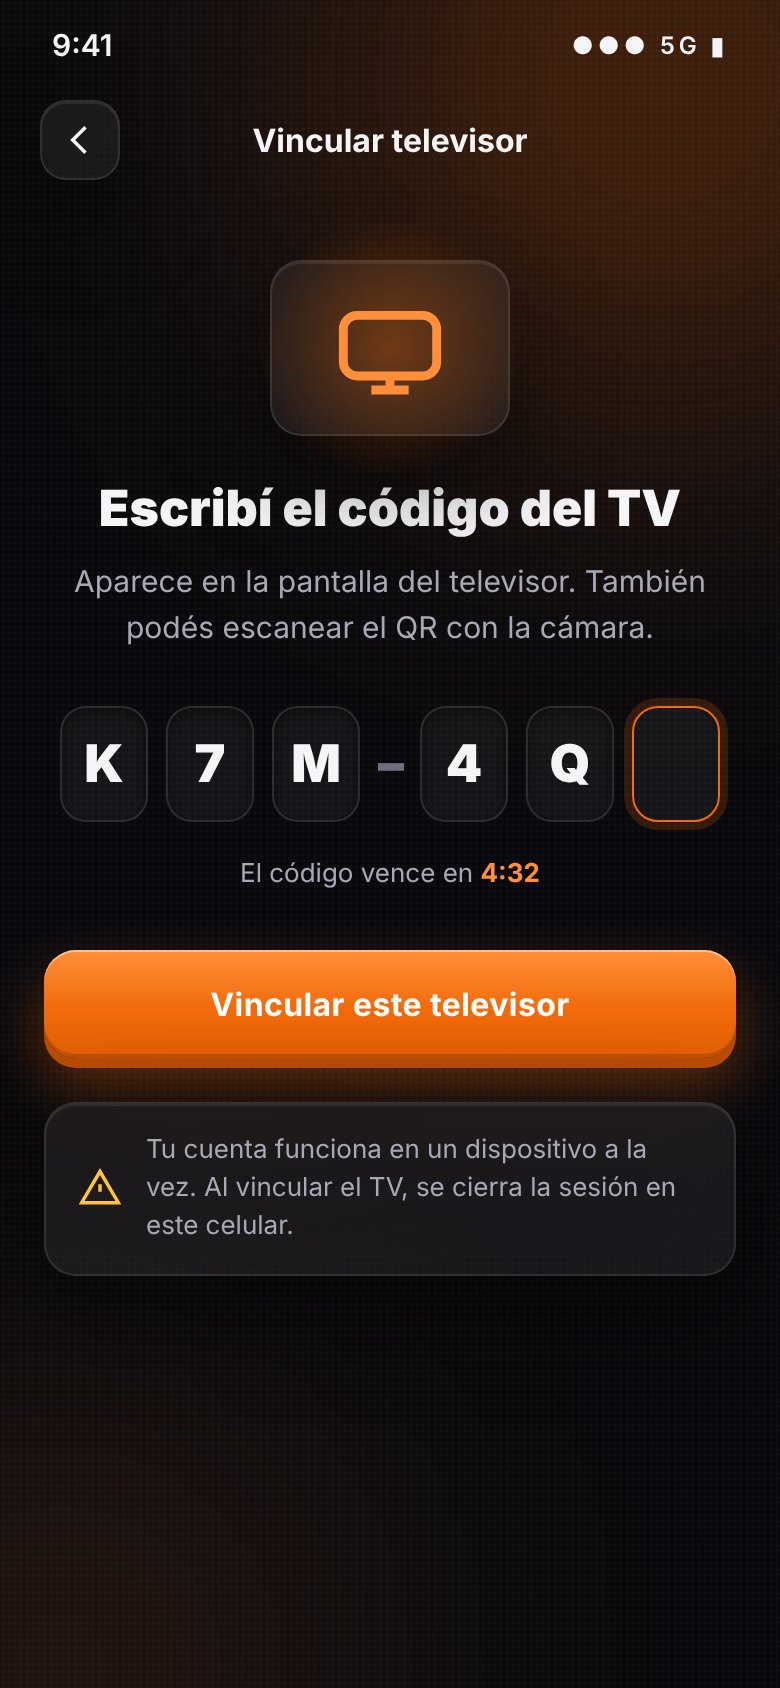 9:41
5G
Vincular televisor
Escribí el código del TV
Aparece en la pantalla del televisor. También
podés escanear el QR con la cámara.
K 7 M – 4 Q
El código vence en 4:32
Vincular este televisor
Tu cuenta funciona en un dispositivo a la
vez. Al vincular el TV, se cierra la sesión en
este celular.